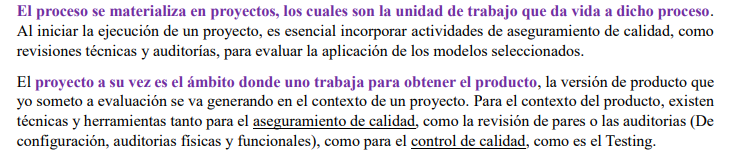 El proceso se materializa en proyectos, los cuales son la unidad de trabajo que da vida a dicho proceso.
Al iniciar la ejecución de un proyecto, es esencial incorporar actividades de aseguramiento de calidad, como
revisiones técnicas y auditorías, para evaluar la aplicación de los modelos seleccionados.
El proyecto a su vez es el ámbito donde uno trabaja para obtener el producto, la versión de producto que
yo someto a evaluación se va generando en el contexto de un proyecto. Para el contexto del producto, existen
técnicas y herramientas tanto para el aseguramiento de calidad, como la revisión de pares o las auditorias (De
configuración, auditorias físicas y funcionales), como para el control de calidad, como es el Testing.